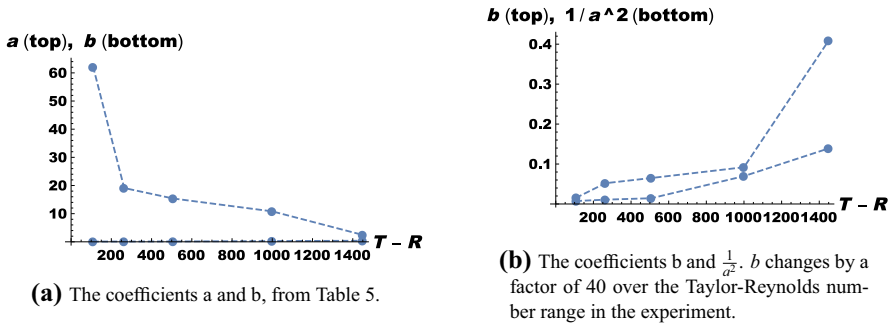 a (top), b (bottom)
60
50
40
30
20
10
200 400 600 800 1000 1200 1400
T – R
(a) The coefficients a and b, from Table 5.
b (top), 1 / a ^ 2 (bottom)
0.4
0.3
0.2
0.1
200 400 600 800 1000 1200 1400
T – R
(b) The coefficients b and 1/a². b changes by a
factor of 40 over the Taylor-Reynolds num-
ber range in the experiment.